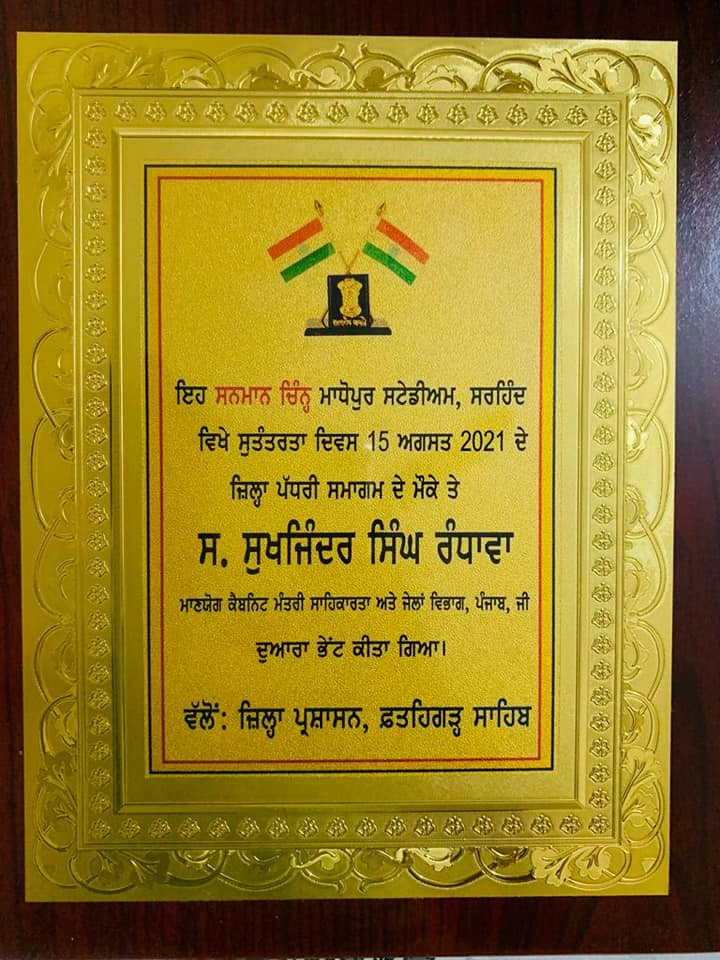 ਇਹ ਸਨਮਾਨ ਚਿੰਨ੍ਹ ਮਾਧੋਪੁਰ ਸਟੇਡੀਅਮ, ਸਰਹਿੰਦ
ਵਿਖੇ ਸੁਤੰਤਰਤਾ ਦਿਵਸ 15 ਅਗਸਤ 2021 ਦੇ
ਜ਼ਿਲ੍ਹਾ ਪੱਧਰੀ ਸਮਾਗਮ ਦੇ ਮੌਕੇ ਤੇ
ਸ. ਸੁਖਜਿੰਦਰ ਸਿੰਘ ਰੰਧਾਵਾ
ਮਾਣਯੋਗ ਕੈਬਨਿਟ ਮੰਤਰੀ ਸਾਹਿਕਾਰਤਾ ਅਤੇ ਜੇਲਾਂ ਵਿਭਾਗ, ਪੰਜਾਬ, ਜੀ
ਦੁਆਰਾ ਭੇਂਟ ਕੀਤਾ ਗਿਆ।
ਵੱਲੋਂ: ਜ਼ਿਲ੍ਹਾ ਪ੍ਰਸ਼ਾਸਨ, ਫ਼ਤਹਿਗੜ੍ਹ ਸਾਹਿਬ